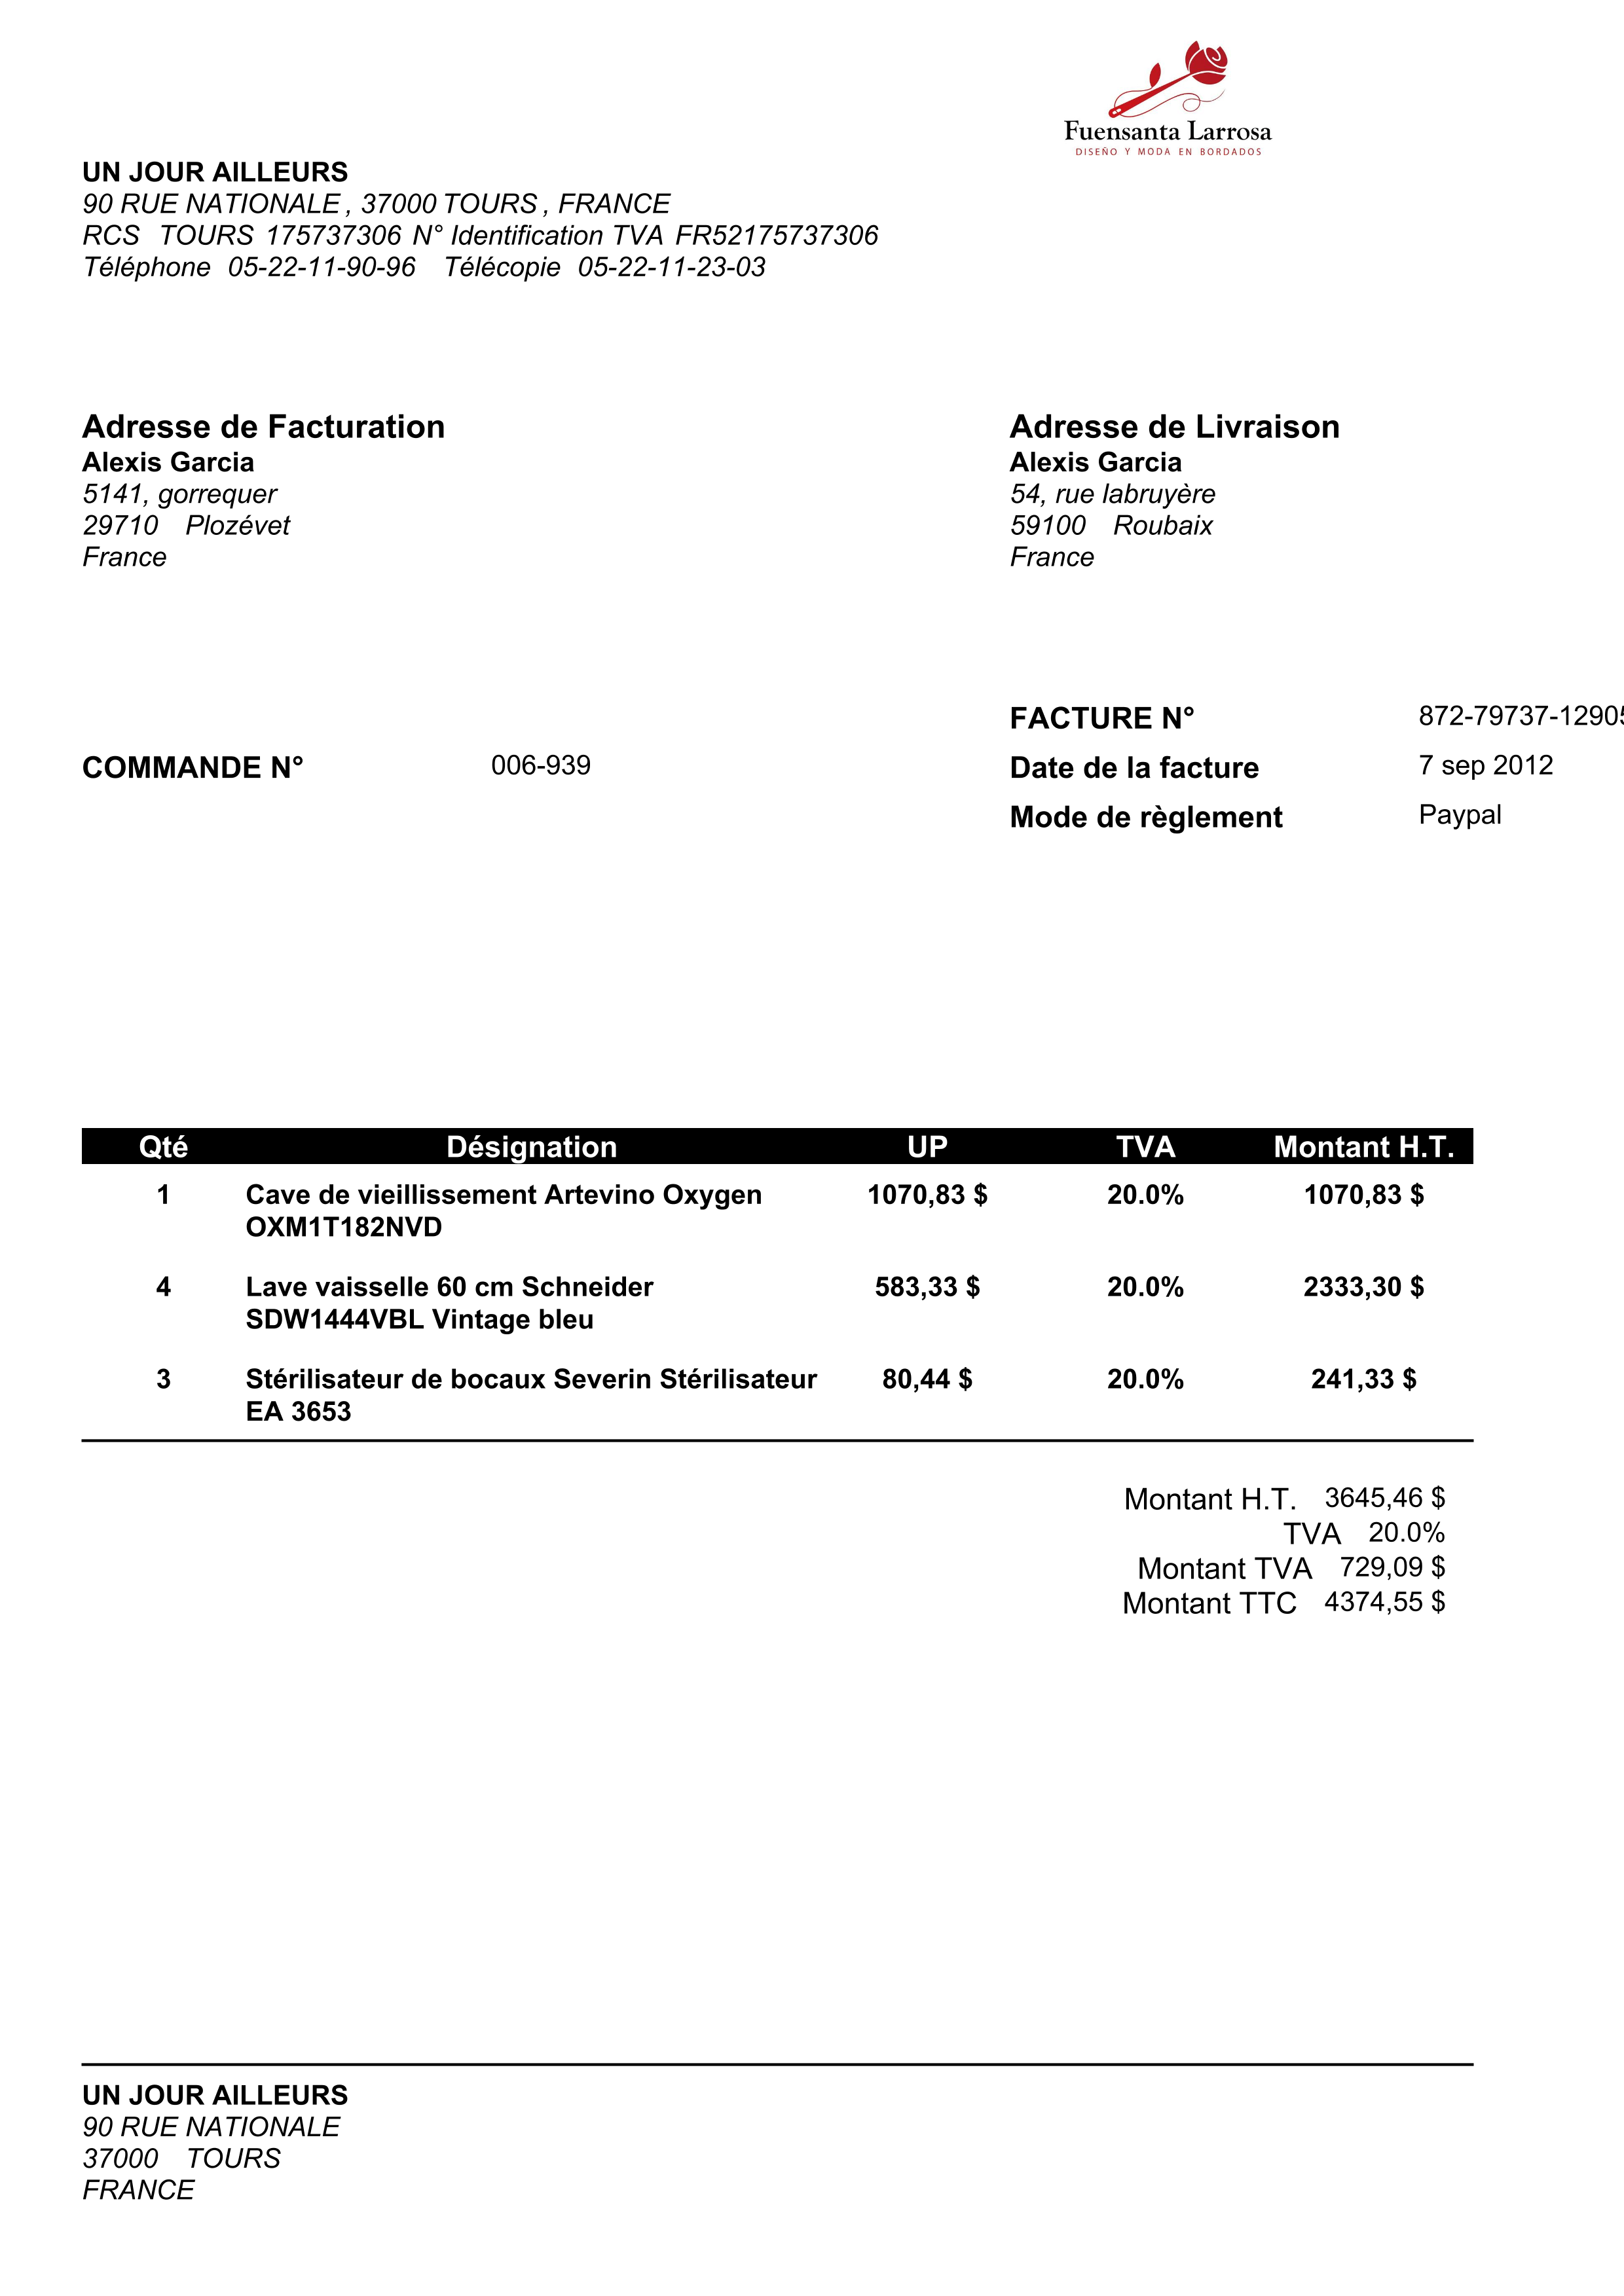 Fuensanta Larrosa
DISEÑO Y MODA EN BORDADOS
UN JOUR AILLEURS
90 RUE NATIONALE , 37000 TOURS , FRANCE
RCS TOURS 175737306 N° Identification TVA FR52175737306
Téléphone 05-22-11-90-96 Télécopie 05-22-11-23-03
Adresse de Facturation
Alexis Garcia
5141, gorrequer
29710 Plozévet
France
Adresse de Livraison
Alexis Garcia
54, rue labruyère
59100 Roubaix
France
FACTURE N° 872-79737-12905
COMMANDE N° 006-939
Date de la facture 7 sep 2012
Mode de règlement Paypal
Qté Désignation UP TVA Montant H.T.
1 Cave de vieillissement Artevino Oxygen 1070,83 $ 20.0% 1070,83 $
OXM1T182NVD
4 Lave vaisselle 60 cm Schneider 583,33 $ 20.0% 2333,30 $
SDW1444VBL Vintage bleu
3 Stérilisateur de bocaux Severin Stérilisateur 80,44 $ 20.0% 241,33 $
EA 3653
Montant H.T. 3645,46 $
TVA 20.0%
Montant TVA 729,09 $
Montant TTC 4374,55 $
UN JOUR AILLEURS
90 RUE NATIONALE
37000 TOURS
FRANCE